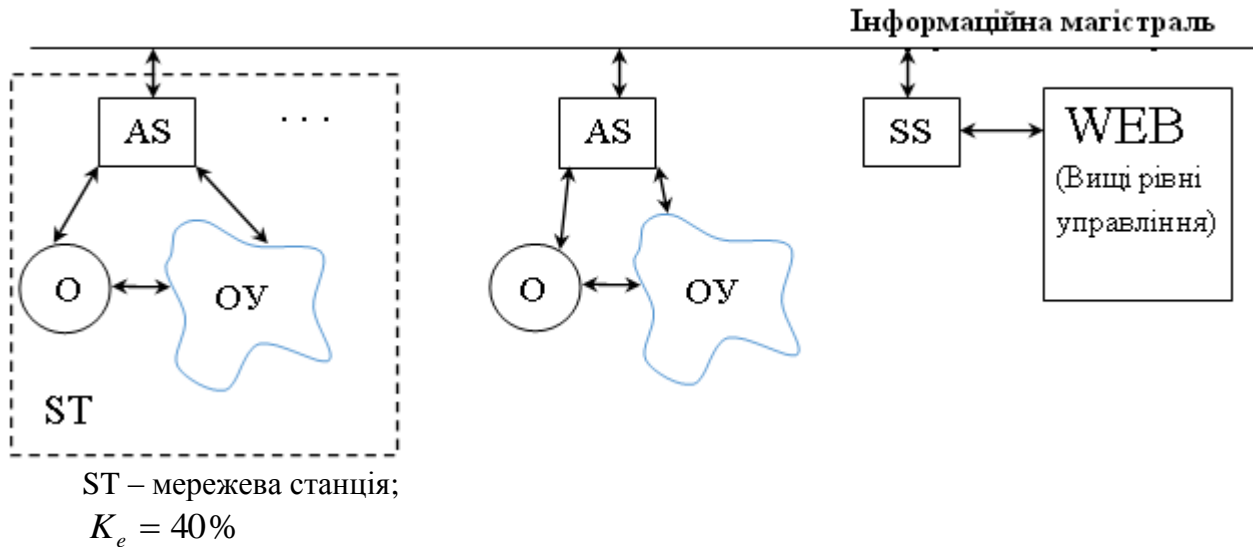 Інформаційна магістраль
AS
. . .
AS
SS
WEB
(Вищі рівні
управління)
О
ОУ
О
ОУ
ST
ST – мережева станція;
K_e = 40%